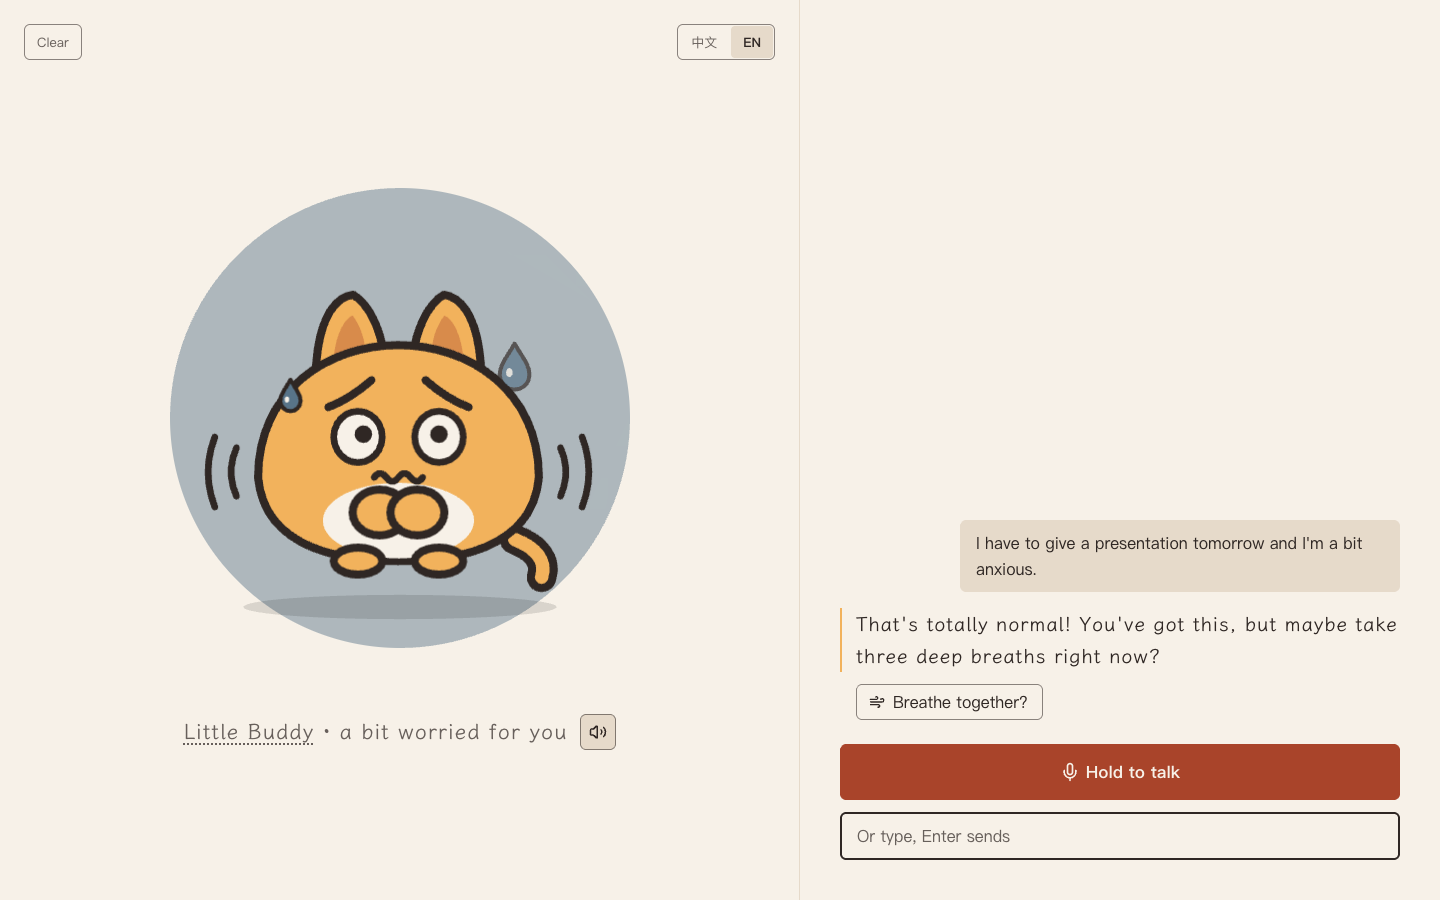 Clear
中文
EN
Little Buddy · a bit worried for you
I have to give a presentation tomorrow and I'm a bit
anxious.
That's totally normal! You've got this, but maybe take
three deep breaths right now?
Breathe together?
Hold to talk
Or type, Enter sends